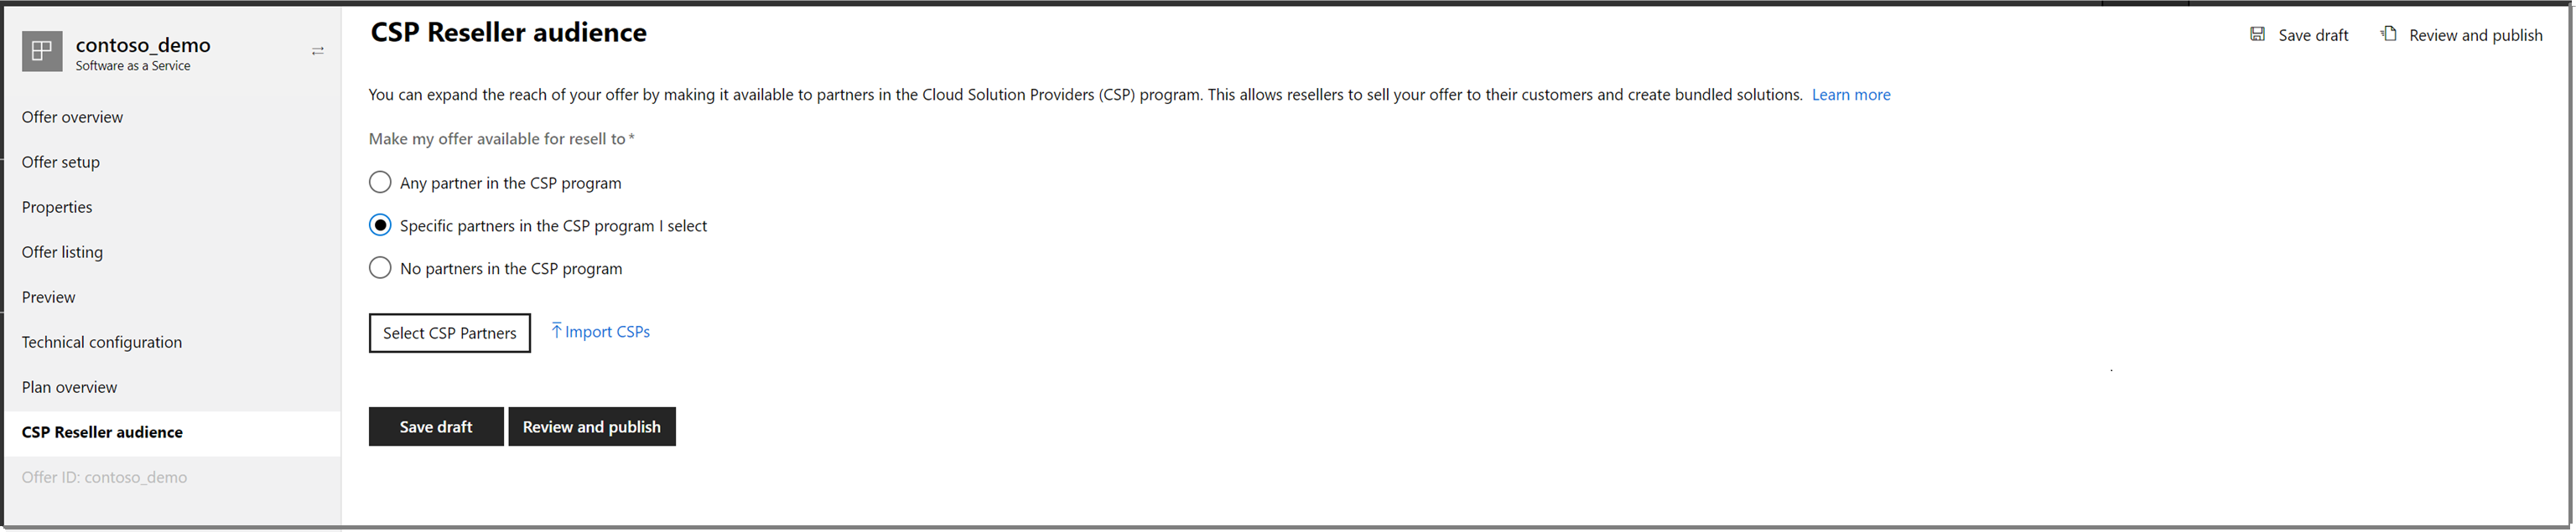 contoso_demo
Software as a Service
Offer overview
Offer setup
Properties
Offer listing
Preview
Technical configuration
Plan overview
CSP Reseller audience
Offer ID: contoso_demo
CSP Reseller audience
Save draft
Review and publish
You can expand the reach of your offer by making it available to partners in the Cloud Solution Providers (CSP) program. This allows resellers to sell your offer to their customers and create bundled solutions. Learn more
Make my offer available for resell to *
Any partner in the CSP program
Specific partners in the CSP program I select
No partners in the CSP program
Select CSP Partners
Import CSPs
Save draft
Review and publish